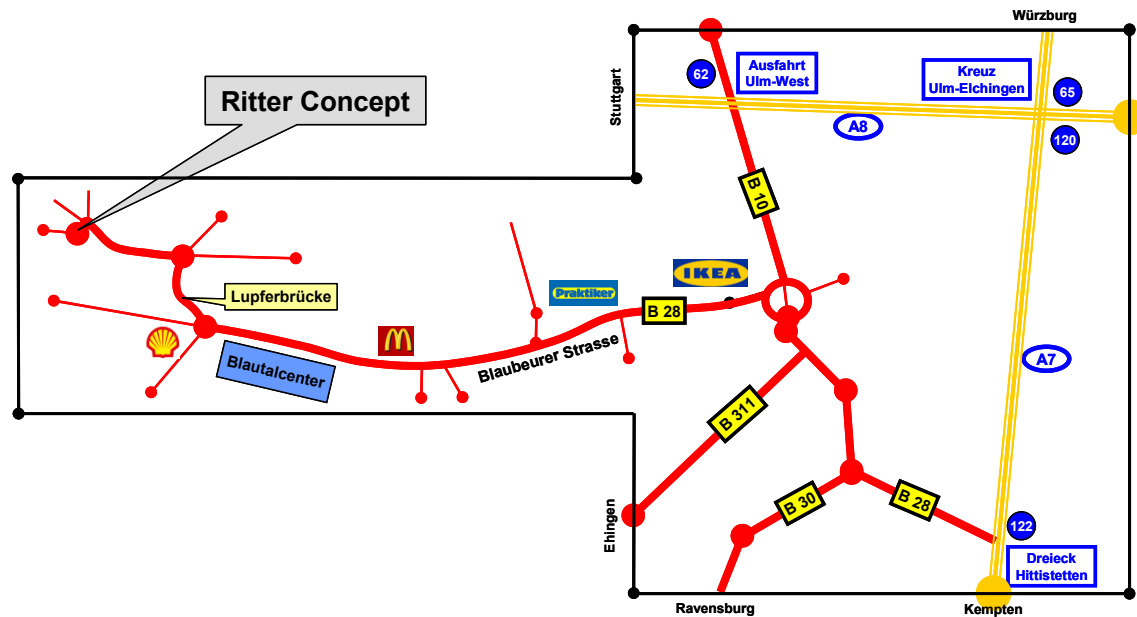 Würzburg
Ausfahrt
Ulm-West
62
Kreuz
Ulm-Elchingen
65
Stuttgart
A8
120
Ritter Concept
B 10
IKEA
Praktiker
Lupferbrücke
B 28
Blaubeurer Strasse
Blautalcenter
A7
B 311
B 30
B 28
122
Ehingen
Dreieck
Hittistetten
Ravensburg
Kempten